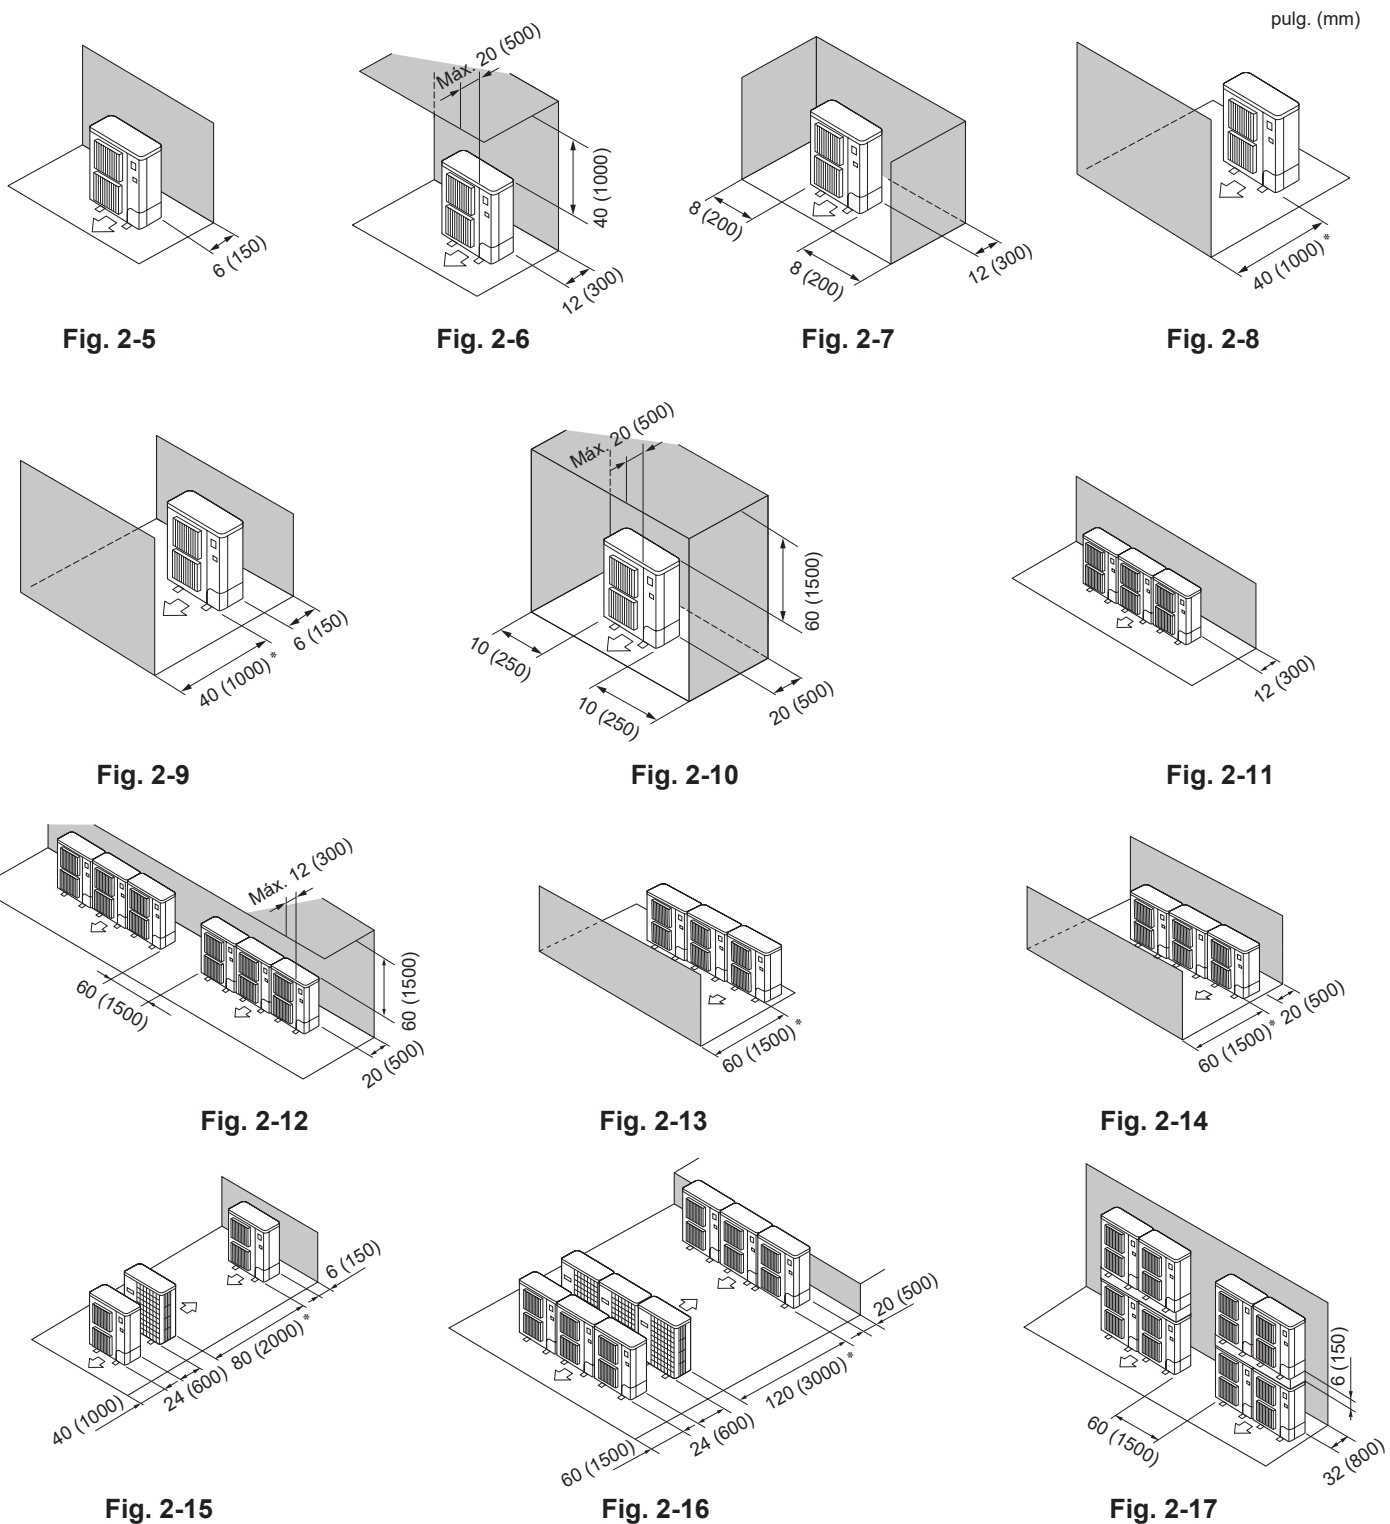 pulg. (mm)
6 (150)
Fig. 2-5
Máx. 20 (500)
40 (1000)
12 (300)
Fig. 2-6
8 (200)
8 (200)
12 (300)
Fig. 2-7
40 (1000)*
Fig. 2-8
6 (150)
40 (1000)*
Fig. 2-9
Máx. 20 (500)
60 (1500)
10 (250)
10 (250)
20 (500)
Fig. 2-10
12 (300)
Fig. 2-11
Máx. 12 (300)
60 (1500)
60 (1500)
20 (500)
Fig. 2-12
60 (1500)*
Fig. 2-13
20 (500)
60 (1500)*
Fig. 2-14
6 (150)
80 (2000)*
24 (600)
40 (1000)
Fig. 2-15
20 (500)
120 (3000)*
24 (600)
60 (1500)
Fig. 2-16
6 (150)
60 (1500)
32 (800)
Fig. 2-17